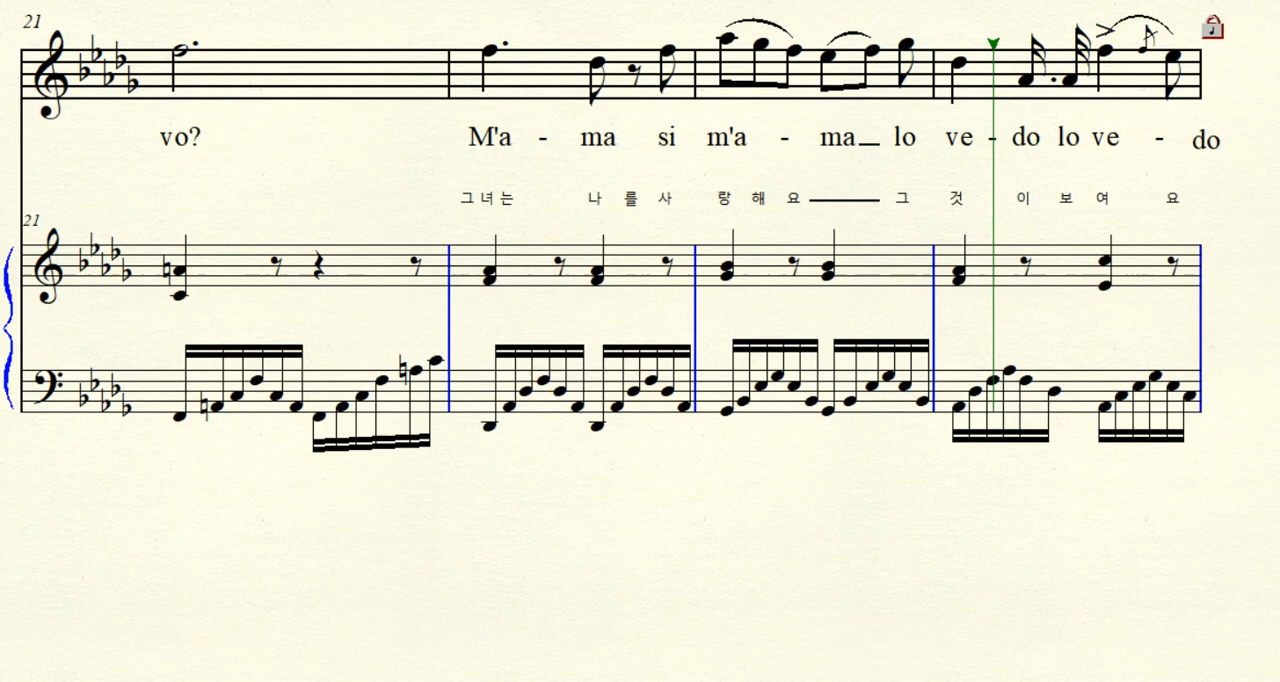 21
vo? M'a - ma si m'a - ma lo ve - do lo ve - do
그 녀 는 나 를 사 랑 해 요 그 것 이 보 여 요
21